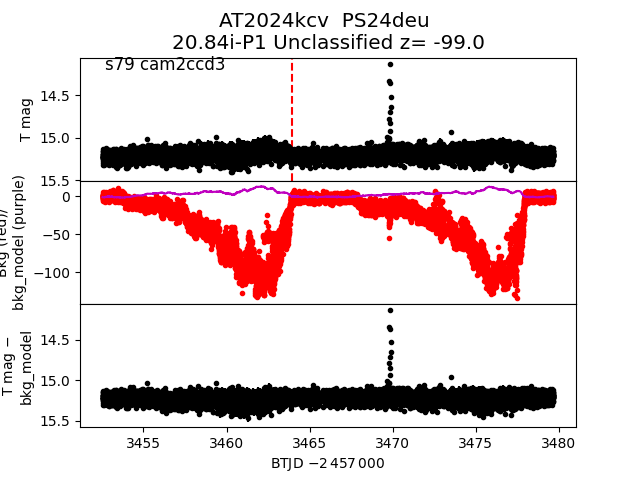 AT2024kcv PS24deu
20.84i-P1 Unclassified z= -99.0
s79 cam2ccd3
T mag
14.5
15.0
15.5
Bkg (red)/
bkg_model (purple)
0
−50
−100
T mag −
bkg_model
14.5
15.0
15.5
3455 3460 3465 3470 3475 3480
BTJD −2 457 000